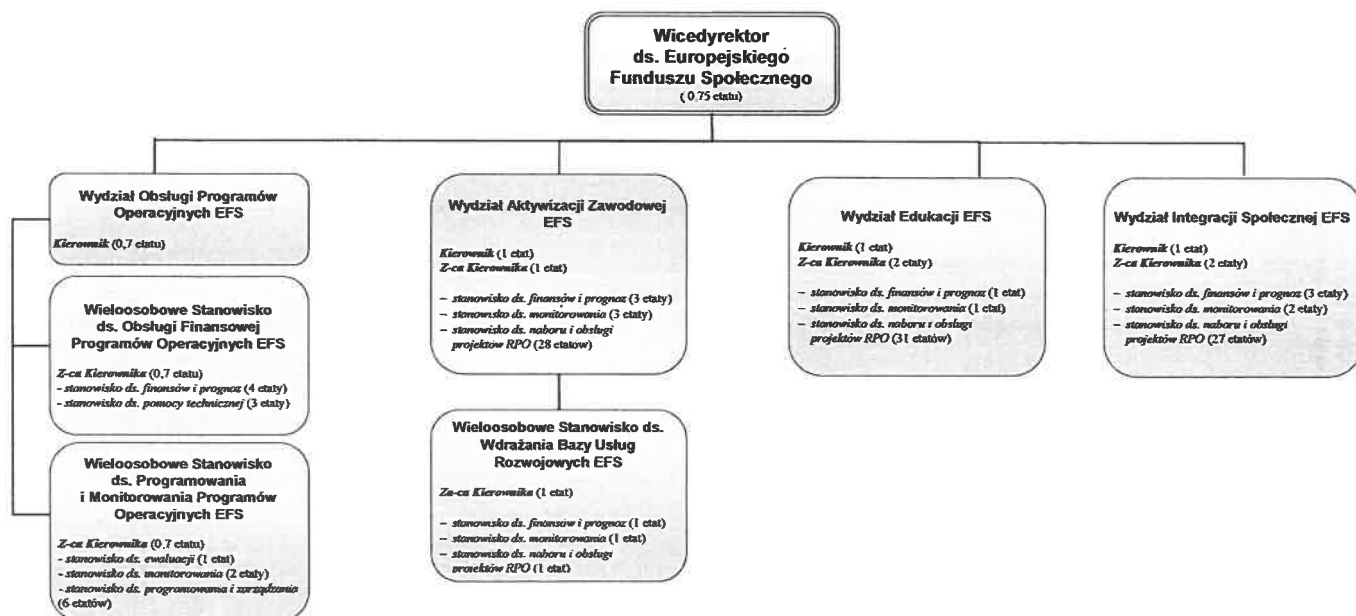 Wicedyrektor
ds. Europejskiego
Funduszu Społecznego
( 0,75 etatu)
Wydział Obsługi Programów
Operacyjnych EFS
Kierownik (0,7 etatu)
Wieloosobowe Stanowisko
ds. Obsługi Finansowej
Programów Operacyjnych EFS
Z-ca Kierownika (0,7 etatu)
- stanowisko ds. finansów i prognoz (4 etaty)
- stanowisko ds. pomocy technicznej (3 etaty)
Wieloosobowe Stanowisko
ds. Programowania
i Monitorowania Programów
Operacyjnych EFS
Z-ca Kierownika (0,7 etatu)
- stanowisko ds. ewaluacji (1 etat)
- stanowisko ds. monitorowania (2 etaty)
- stanowisko ds. programowania i zarządzania
(6 etatów)
Wydział Aktywizacji Zawodowej
EFS
Kierownik (1 etat)
Z-ca Kierownika (1 etat)
– stanowisko ds. finansów i prognoz (3 etaty)
– stanowisko ds. monitorowania (3 etaty)
– stanowisko ds. naboru i obsługi
projektów RPO (28 etatów)
Wieloosobowe Stanowisko ds.
Wdrażania Bazy Usług
Rozwojowych EFS
Za-ca Kierownika (1 etat)
– stanowisko ds. finansów i prognoz (1 etat)
– stanowisko ds. monitorowania (1 etat)
– stanowisko ds. naboru i obsługi
projektów RPO (1 etat)
Wydział Edukacji EFS
Kierownik (1 etat)
Z-ca Kierownika (2 etaty)
– stanowisko ds. finansów i prognoz (1 etat)
– stanowisko ds. monitorowania (1 etat)
– stanowisko ds. naboru i obsługi
projektów RPO (31 etatów)
Wydział Integracji Społecznej EFS
Kierownik (1 etat)
Z-ca Kierownika (2 etaty)
– stanowisko ds. finansów i prognoz (3 etaty)
– stanowisko ds. monitorowania (2 etaty)
– stanowisko ds. naboru i obsługi
projektów RPO (27 etatów)